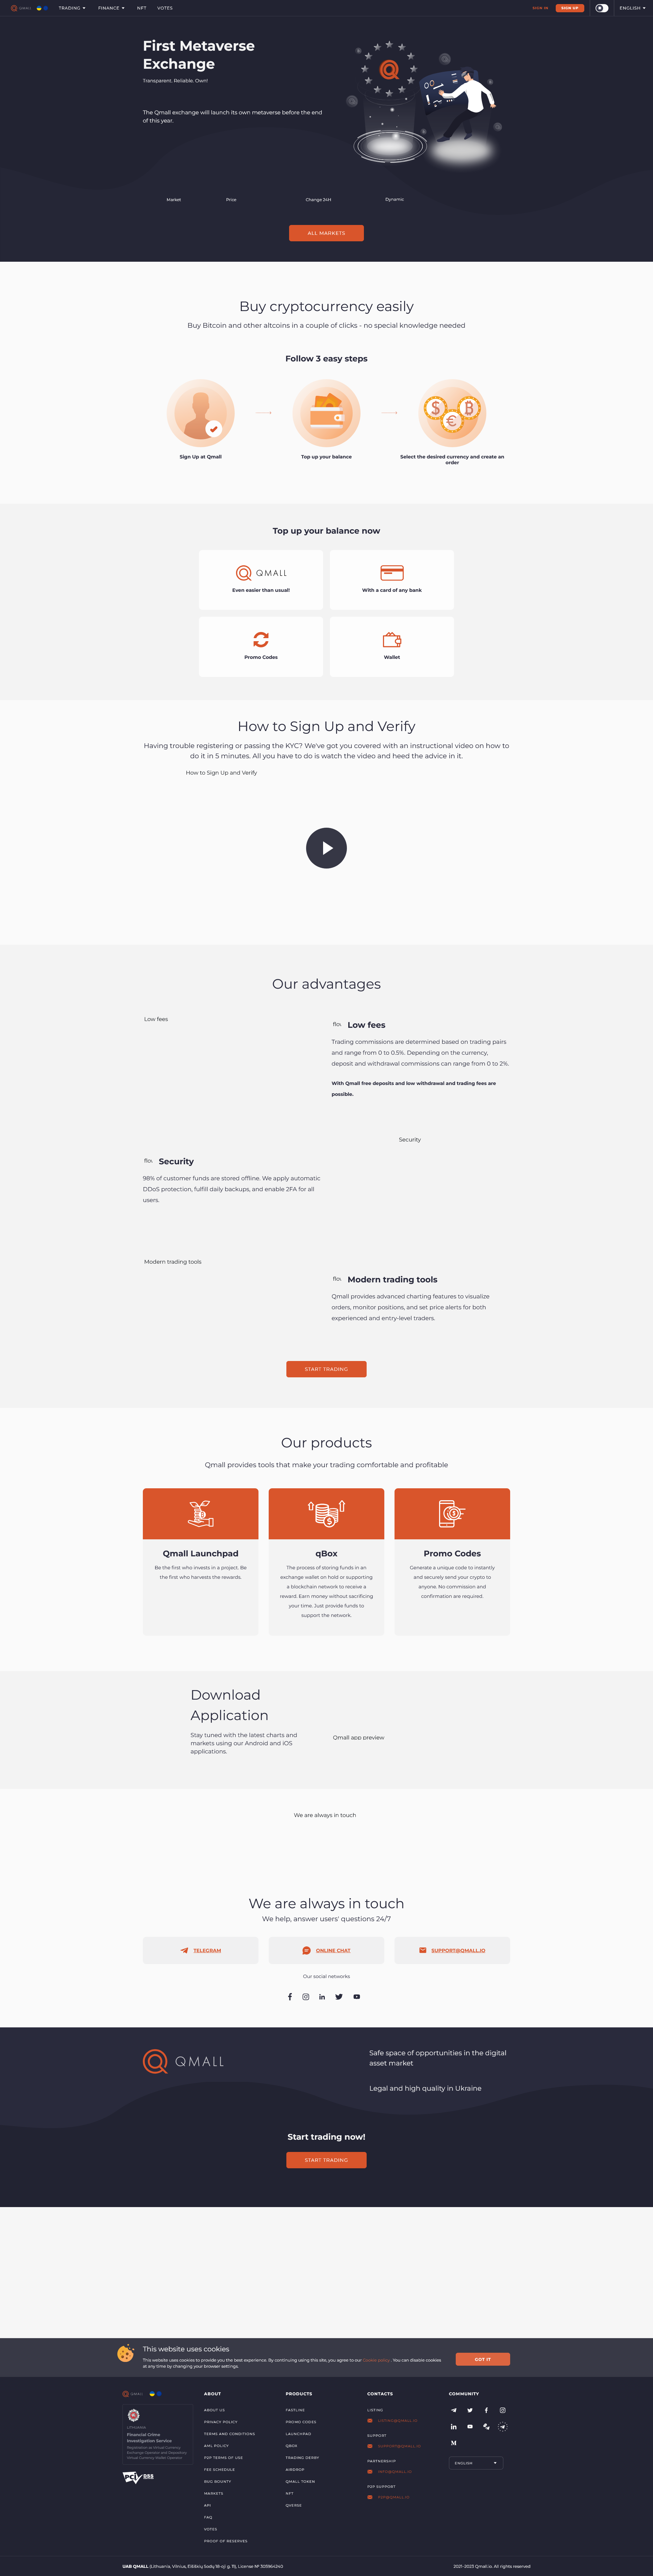 QMALL
TRADING
FINANCE
NFT
VOTES
SIGN IN
SIGN UP
ENGLISH
First Metaverse
Exchange
Transparent. Reliable. Own!
The Qmall exchange will launch its own metaverse before the end
of this year.
Market
Price
Change 24H
Dynamic
ALL MARKETS
Buy cryptocurrency easily
Buy Bitcoin and other altcoins in a couple of clicks - no special knowledge needed
Follow 3 easy steps
Sign Up at Qmall
Top up your balance
Select the desired currency and create an
order
Top up your balance now
QMALL
Even easier than usual!
With a card of any bank
Promo Codes
Wallet
How to Sign Up and Verify
Having trouble registering or passing the KYC? We've got you covered with an instructional video on how to
do it in 5 minutes. All you have to do is watch the video and heed the advice in it.
How to Sign Up and Verify
Our advantages
Low fees
Low fees
Trading commissions are determined based on trading pairs
and range from 0 to 0.5%. Depending on the currency,
deposit and withdrawal commissions can range from 0 to 2%.
With Qmall free deposits and low withdrawal and trading fees are
possible.
Security
Security
98% of customer funds are stored offline. We apply automatic
DDoS protection, fulfill daily backups, and enable 2FA for all
users.
Modern trading tools
Modern trading tools
Qmall provides advanced charting features to visualize
orders, monitor positions, and set price alerts for both
experienced and entry-level traders.
START TRADING
Our products
Qmall provides tools that make your trading comfortable and profitable
Qmall Launchpad
Be the first who invests in a project. Be
the first who harvests the rewards.
qBox
The process of storing funds in an
exchange wallet on hold or supporting
a blockchain network to receive a
reward. Earn money without sacrificing
your time. Just provide funds to
support the network.
Promo Codes
Generate a unique code to instantly
and securely send your crypto to
anyone. No commission and
confirmation are required.
Download
Application
Stay tuned with the latest charts and
markets using our Android and iOS
applications.
Qmall app preview
We are always in touch
We are always in touch
We help, answer users' questions 24/7
TELEGRAM
ONLINE CHAT
SUPPORT@QMALL.IO
Our social networks
QMALL
Safe space of opportunities in the digital
asset market
Legal and high quality in Ukraine
Start trading now!
START TRADING
This website uses cookies
This website uses cookies to provide you the best experience. By continuing using this site, you agree to our Cookie policy. You can disable cookies
at any time by changing your browser settings.
GOT IT
QMALL
LITHUANIA
Financial Crime
Investigation Service
Registration as Virtual Currency
Exchange Operator and Depository
Virtual Currency Wallet Operator
PCI DSS
ABOUT
ABOUT US
PRIVACY POLICY
TERMS AND CONDITIONS
AML POLICY
P2P TERMS OF USE
FEE SCHEDULE
BUG BOUNTY
MARKETS
API
FAQ
VOTES
PROOF OF RESERVES
PRODUCTS
FASTLINE
PROMO CODES
LAUNCHPAD
QBOX
TRADING DERBY
AIRDROP
QMALL TOKEN
NFT
QVERSE
CONTACTS
LISTING
LISTING@QMALL.IO
SUPPORT
SUPPORT@QMALL.IO
PARTNERSHIP
INFO@QMALL.IO
P2P SUPPORT
P2P@QMALL.IO
COMMUNITY
ENGLISH
UAB QMALL (Lithuania, Vilnius, Eišiškių Sodų 18-oji g. 11), License № 305964240
2021-2023 Qmall.io. All rights reserved